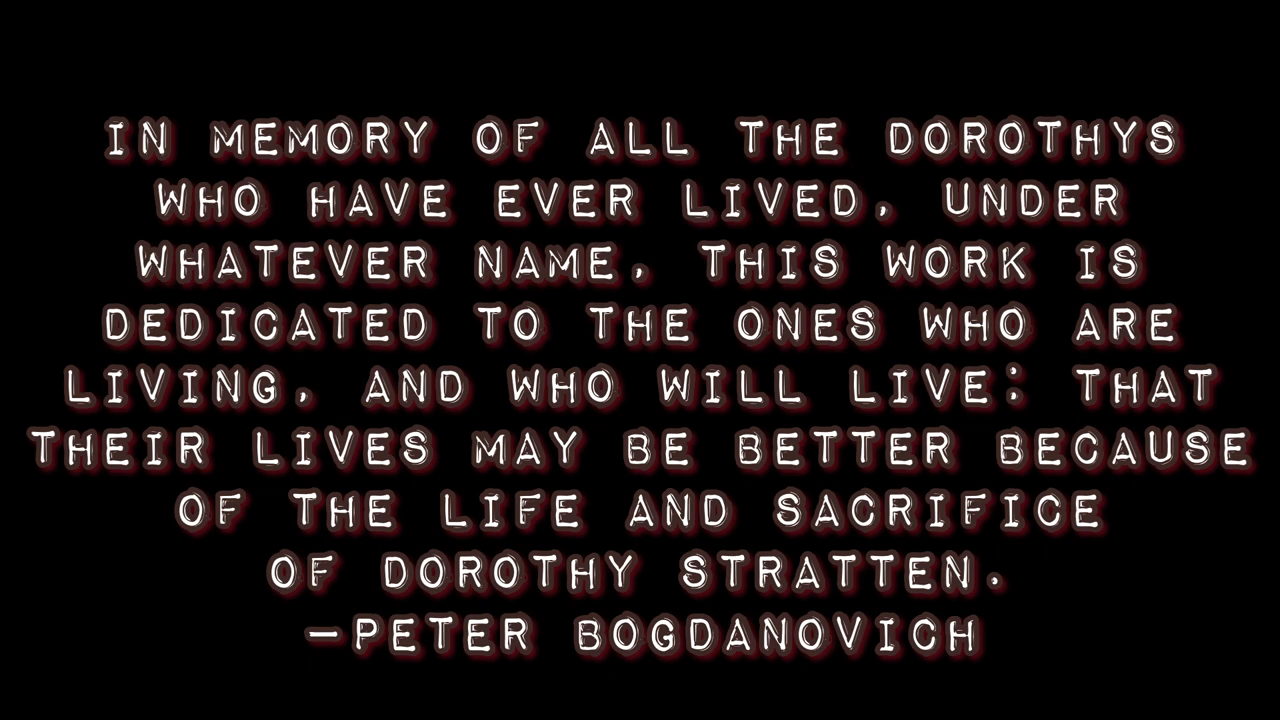 IN MEMORY OF ALL THE DOROTHYS
WHO HAVE EVER LIVED, UNDER
WHATEVER NAME, THIS WORK IS
DEDICATED TO THE ONES WHO ARE
LIVING, AND WHO WILL LIVE: THAT
THEIR LIVES MAY BE BETTER BECAUSE
OF THE LIFE AND SACRIFICE
OF DOROTHY STRATTEN.
—PETER BOGDANOVICH